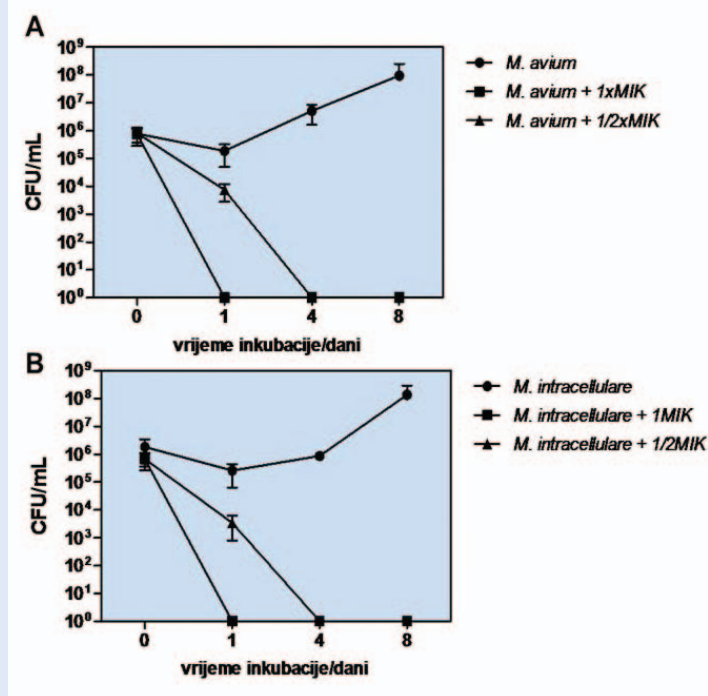 A
10⁹
10⁸
10⁷
10⁶
10⁵
10⁴
10³
10²
10¹
10⁰
CFU/mL
0 1 4 8
vrijeme inkubacije/dani
M. avium
M. avium + 1xMIK
M. avium + 1/2xMIK
B
10⁹
10⁸
10⁷
10⁶
10⁵
10⁴
10³
10²
10¹
10⁰
CFU/mL
0 1 4 8
vrijeme inkubacije/dani
M. intracellulare
M. intracellulare + 1MIK
M. intracellulare + 1/2MIK